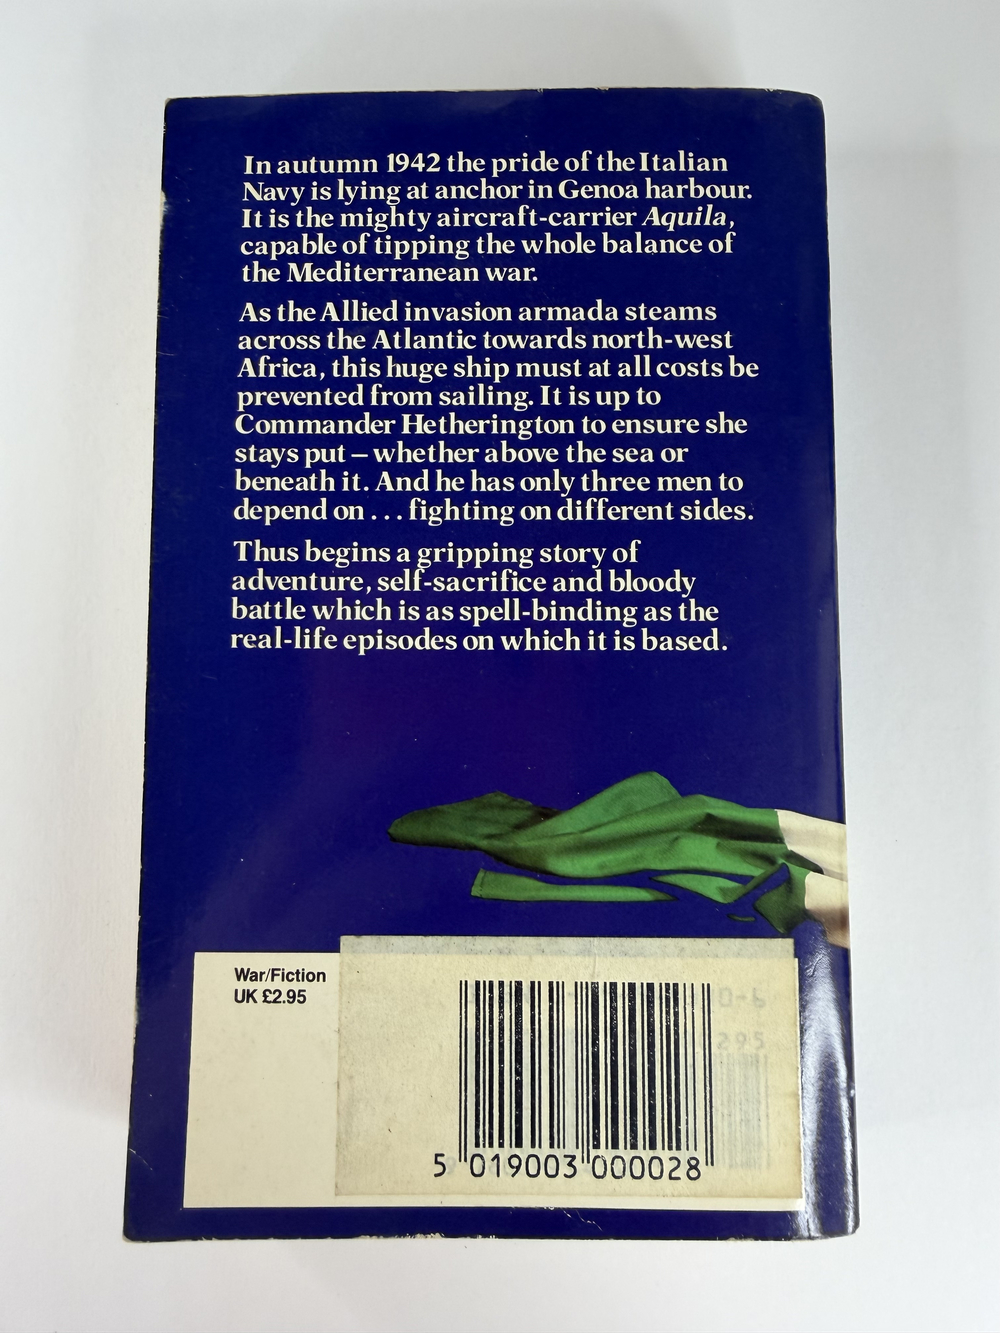 In autumn 1942 the pride of the Italian
Navy is lying at anchor in Genoa harbour.
It is the mighty aircraft-carrier Aquila,
capable of tipping the whole balance of
the Mediterranean war.
As the Allied invasion armada steams
across the Atlantic towards north-west
Africa, this huge ship must at all costs be
prevented from sailing. It is up to
Commander Hetherington to ensure she
stays put – whether above the sea or
beneath it. And he has only three men to
depend on . . . fighting on different sides.
Thus begins a gripping story of
adventure, self-sacrifice and bloody
battle which is as spell-binding as the
real-life episodes on which it is based.
War/Fiction
UK £2.95
5 019003 000028